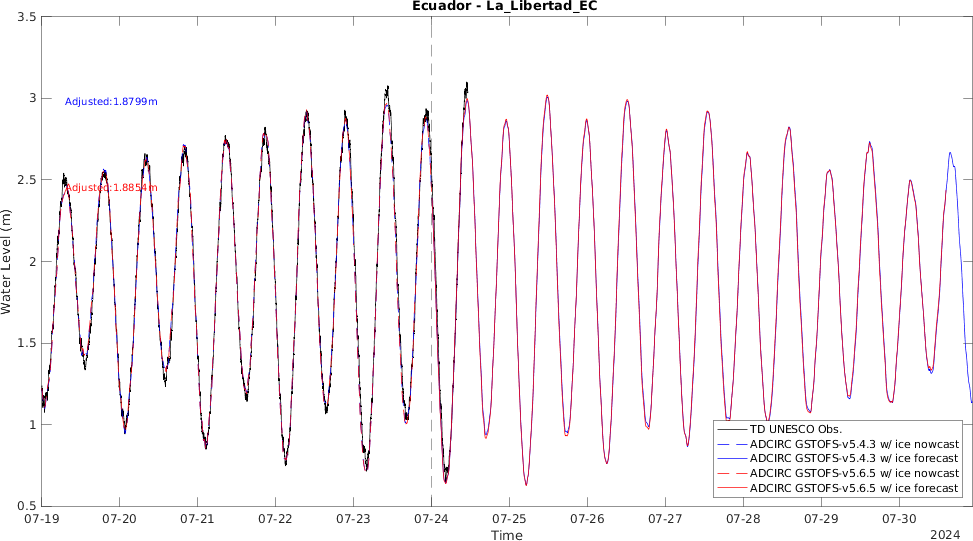 Ecuador - La_Libertad_EC
3.5
3
2.5
2
1.5
1
0.5
Water Level (m)
Adjusted:1.8799m
Adjusted:1.8854m
TD UNESCO Obs.
ADCIRC GSTOFS-v5.4.3 w/ ice nowcast
ADCIRC GSTOFS-v5.4.3 w/ ice forecast
ADCIRC GSTOFS-v5.6.5 w/ ice nowcast
ADCIRC GSTOFS-v5.6.5 w/ ice forecast
07-19 07-20 07-21 07-22 07-23 07-24 07-25 07-26 07-27 07-28 07-29 07-30
Time
2024